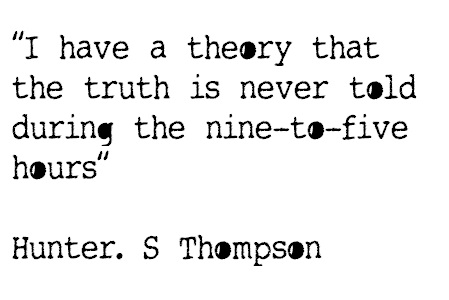 “I have a theory that
the truth is never told
during the nine-to-five
hours”
Hunter. S Thompson